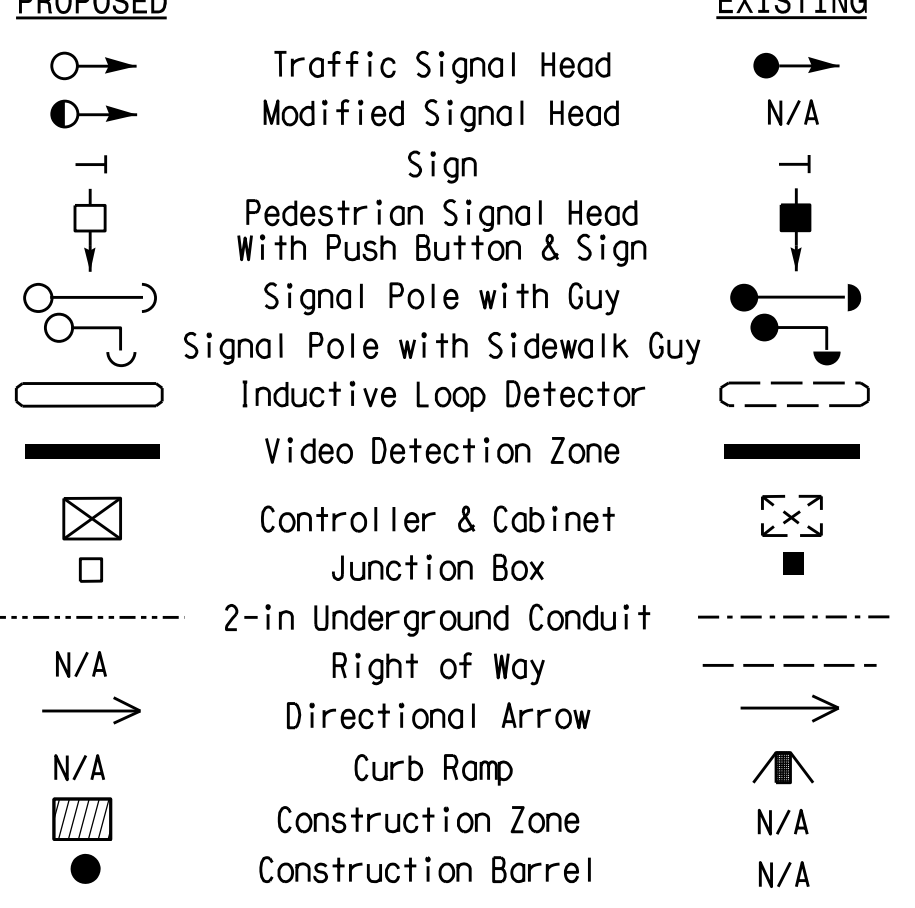 PROPOSED EXISTING
Traffic Signal Head
Modified Signal Head N/A
Sign
Pedestrian Signal Head
With Push Button & Sign
Signal Pole with Guy
Signal Pole with Sidewalk Guy
Inductive Loop Detector
Video Detection Zone
Controller & Cabinet
Junction Box
2-in Underground Conduit
N/A Right of Way
Directional Arrow
N/A Curb Ramp
Construction Zone N/A
Construction Barrel N/A